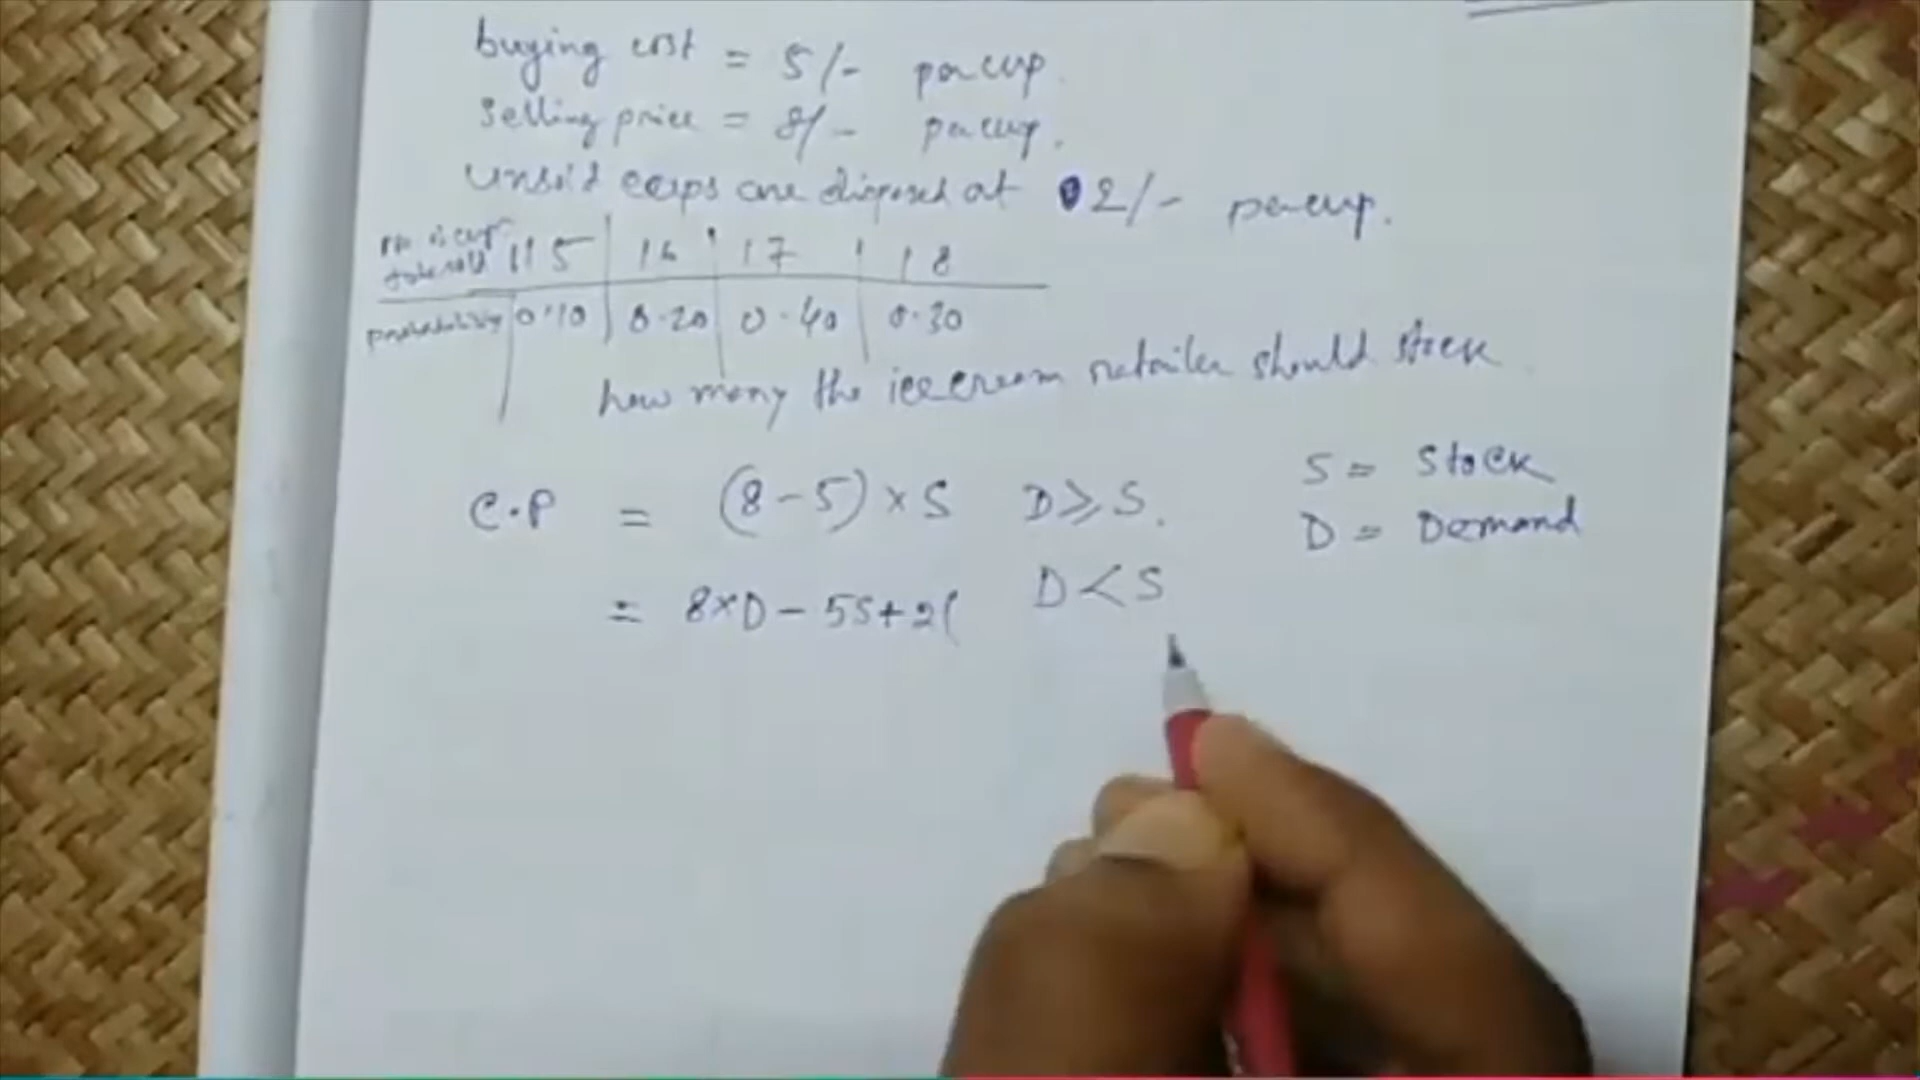 buying cost = 5/- per cup.
selling price = 8/- per cup.
unsold cups are disposed at 2/- per cup.
15 16 17 18
probability 0.10 0.20 0.40 0.30
how many the icecream retailer should stock
C.P = (8-5) × S D ≥ S. S = Stock
D = Demand
= 8×D - 5S + 2( D < S